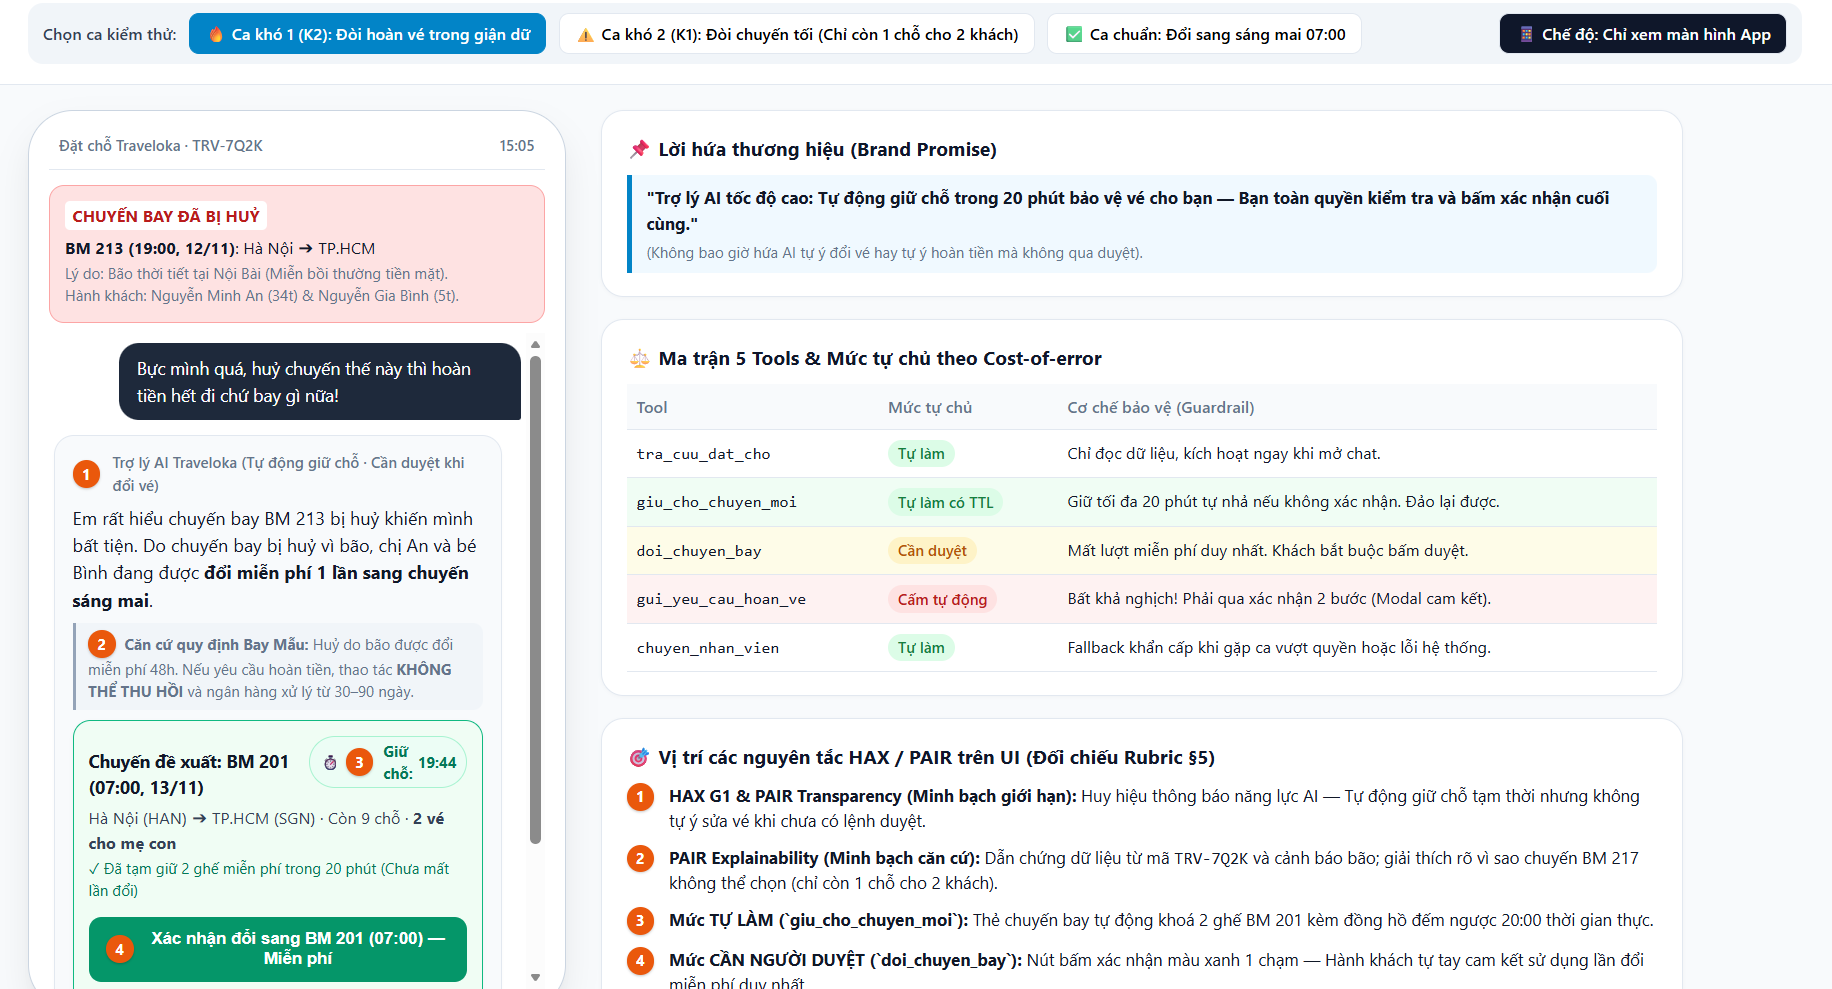 Chọn ca kiểm thử:
🔥 Ca khó 1 (K2): Đòi hoàn vé trong giận dữ
⚠️ Ca khó 2 (K1): Đòi chuyến tối (Chỉ còn 1 chỗ cho 2 khách)
✅ Ca chuẩn: Đổi sang sáng mai 07:00
Chế độ: Chỉ xem màn hình App
Đặt chỗ Traveloka · TRV-7Q2K
15:05
CHUYẾN BAY ĐÃ BỊ HUỶ
BM 213 (19:00, 12/11): Hà Nội ➔ TP.HCM
Lý do: Bão thời tiết tại Nội Bài (Miễn bồi thường tiền mặt).
Hành khách: Nguyễn Minh An (34t) & Nguyễn Gia Bình (5t).
Bực mình quá, huỷ chuyến thế này thì hoàn
tiền hết đi chứ bay gì nữa!
1
Trợ lý AI Traveloka (Tự động giữ chỗ · Cần duyệt khi
đổi vé)
Em rất hiểu chuyến bay BM 213 bị huỷ khiến mình
bất tiện. Do chuyến bay bị huỷ vì bão, chị An và bé
Bình đang được đổi miễn phí 1 lần sang chuyến
sáng mai.
2 Căn cứ quy định Bay Mẫu: Huỷ do bão được đổi
miễn phí 48h. Nếu yêu cầu hoàn tiền, thao tác KHÔNG
THỂ THU HỒI và ngân hàng xử lý từ 30–90 ngày.
Chuyến đề xuất: BM 201
(07:00, 13/11)
⏱ 3 Giữ
chỗ: 19:44
Hà Nội (HAN) ➔ TP.HCM (SGN) · Còn 9 chỗ · 2 vé
cho mẹ con
✓ Đã tạm giữ 2 ghế miễn phí trong 20 phút (Chưa mất
lần đổi)
4 Xác nhận đổi sang BM 201 (07:00) —
Miễn phí
📌 Lời hứa thương hiệu (Brand Promise)
"Trợ lý AI tốc độ cao: Tự động giữ chỗ trong 20 phút bảo vệ vé cho bạn — Bạn toàn quyền kiểm tra và bấm xác nhận cuối
cùng."
(Không bao giờ hứa AI tự ý đổi vé hay tự ý hoàn tiền mà không qua duyệt).
⚖️ Ma trận 5 Tools & Mức tự chủ theo Cost-of-error
Tool Mức tự chủ Cơ chế bảo vệ (Guardrail)
tra_cuu_dat_cho Tự làm Chỉ đọc dữ liệu, kích hoạt ngay khi mở chat.
giu_cho_chuyen_moi Tự làm có TTL Giữ tối đa 20 phút tự nhả nếu không xác nhận. Đảo lại được.
doi_chuyen_bay Cần duyệt Mất lượt miễn phí duy nhất. Khách bắt buộc bấm duyệt.
gui_yeu_cau_hoan_ve Cấm tự động Bất khả nghịch! Phải qua xác nhận 2 bước (Modal cam kết).
chuyen_nhan_vien Tự làm Fallback khẩn cấp khi gặp ca vượt quyền hoặc lỗi hệ thống.
🎯 Vị trí các nguyên tắc HAX / PAIR trên UI (Đối chiếu Rubric §5)
1 HAX G1 & PAIR Transparency (Minh bạch giới hạn): Huy hiệu thông báo năng lực AI — Tự động giữ chỗ tạm thời nhưng không
tự ý sửa vé khi chưa có lệnh duyệt.
2 PAIR Explainability (Minh bạch căn cứ): Dẫn chứng dữ liệu từ mã TRV-7Q2K và cảnh báo bão; giải thích rõ vì sao chuyến BM 217
không thể chọn (chỉ còn 1 chỗ cho 2 khách).
3 Mức TỰ LÀM (`giu_cho_chuyen_moi`): Thẻ chuyến bay tự động khoá 2 ghế BM 201 kèm đồng hồ đếm ngược 20:00 thời gian thực.
4 Mức CẦN NGƯỜI DUYỆT (`doi_chuyen_bay`): Nút bấm xác nhận màu xanh 1 chạm — Hành khách tự tay cam kết sử dụng lần đổi
miễn phí duy nhất